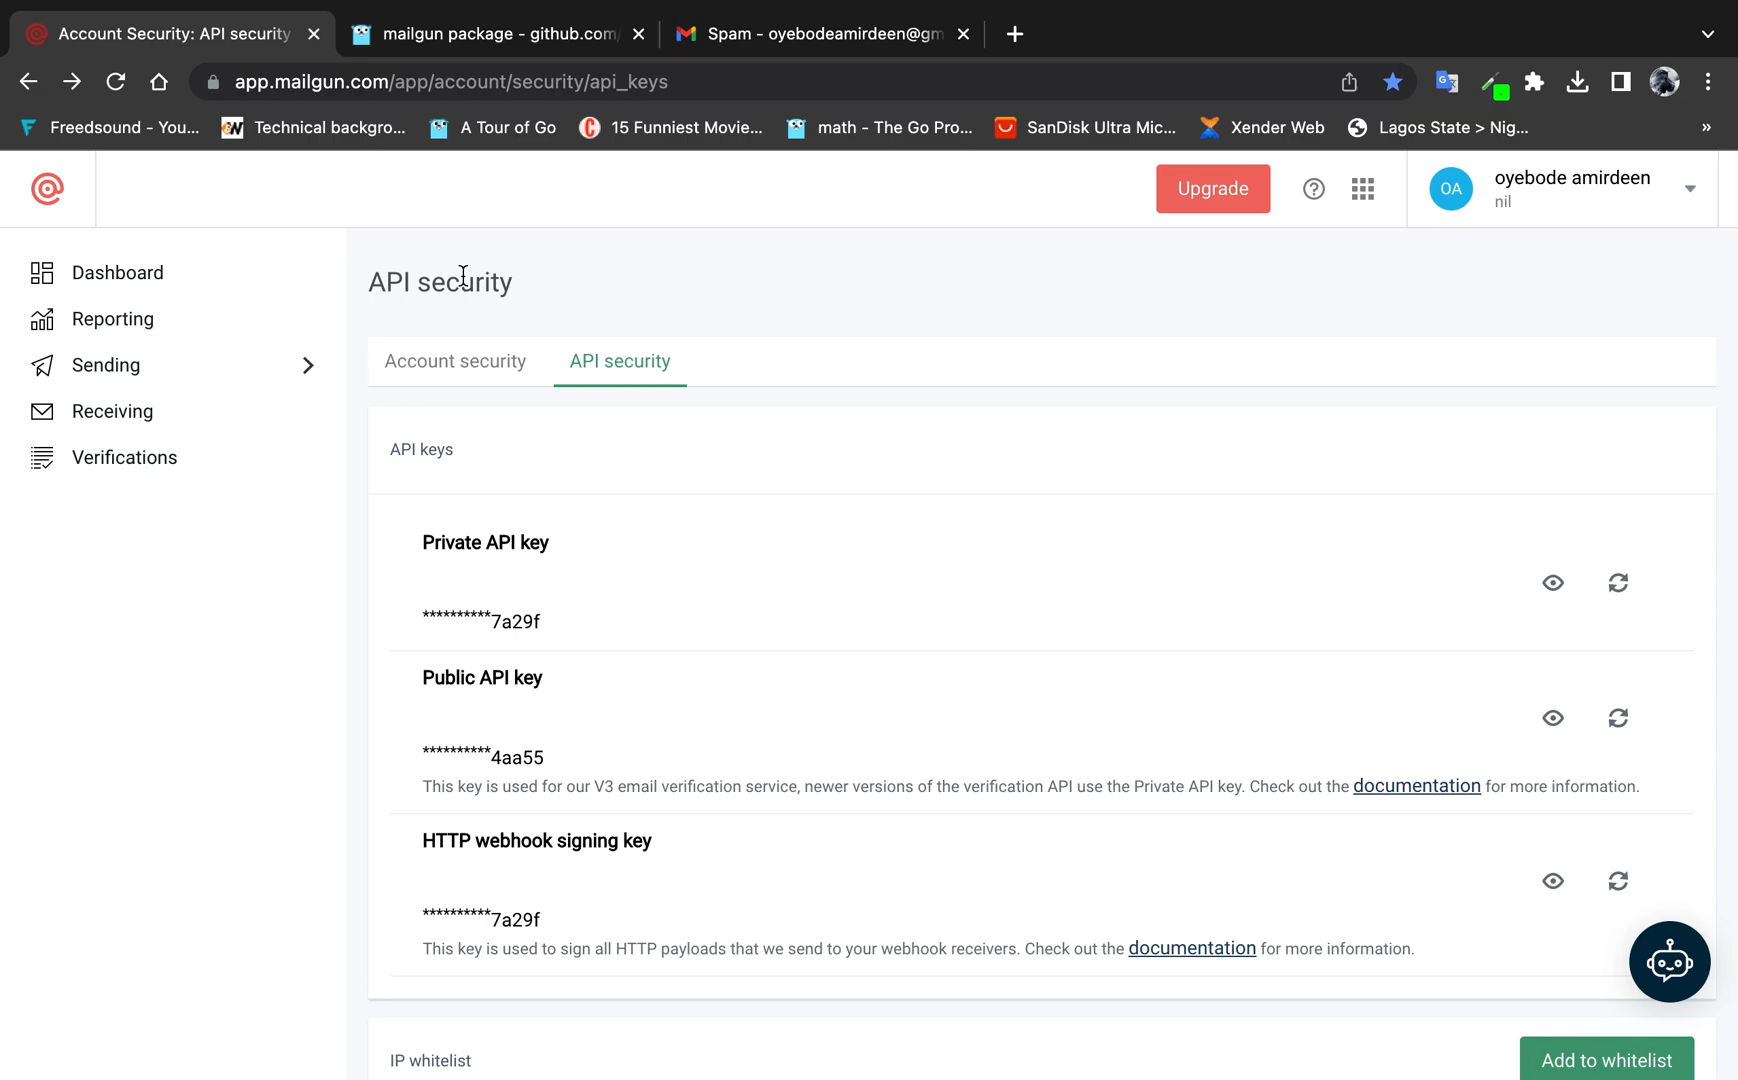 Account Security: API security
mailgun package - github.com/
Spam - oyebodeamirdeen@gm
app.mailgun.com/app/account/security/api_keys
Freedsound - You...
Technical backgro...
A Tour of Go
15 Funniest Movie...
math - The Go Pro...
SanDisk Ultra Mic...
Xender Web
Lagos State > Nig...
»
Upgrade
OA
oyebode amirdeen
nil
Dashboard
Reporting
Sending
Receiving
Verifications
API security
Account security
API security
API keys
Private API key
**********7a29f
Public API key
**********4aa55
This key is used for our V3 email verification service, newer versions of the verification API use the Private API key. Check out the documentation for more information.
HTTP webhook signing key
**********7a29f
This key is used to sign all HTTP payloads that we send to your webhook receivers. Check out the documentation for more information.
IP whitelist
Add to whitelist